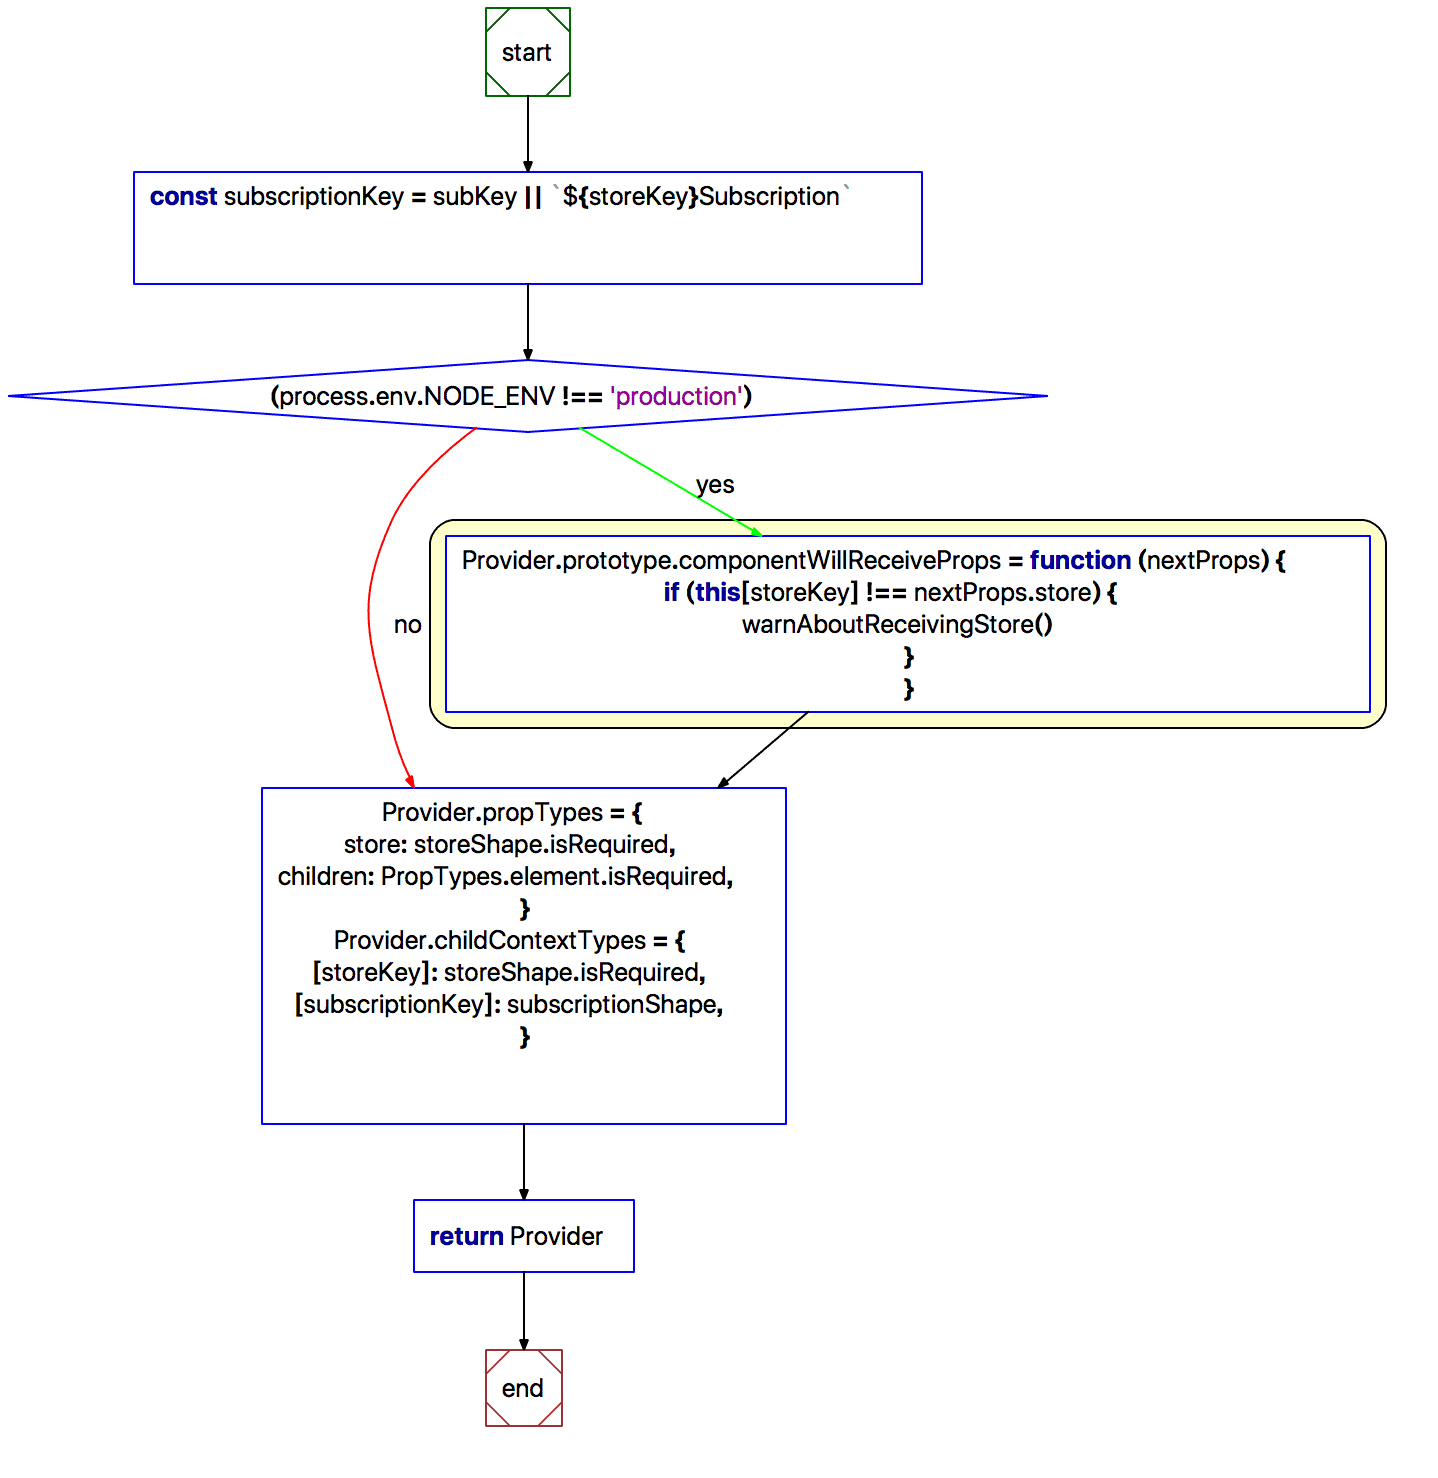 start
const subscriptionKey = subKey || `${storeKey}Subscription`
(process.env.NODE_ENV !== 'production')
yes
Provider.prototype.componentWillReceiveProps = function (nextProps) {
if (this[storeKey] !== nextProps.store) {
warnAboutReceivingStore()
}
}
no
Provider.propTypes = {
store: storeShape.isRequired,
children: PropTypes.element.isRequired,
}
Provider.childContextTypes = {
[storeKey]: storeShape.isRequired,
[subscriptionKey]: subscriptionShape,
}
return Provider
end